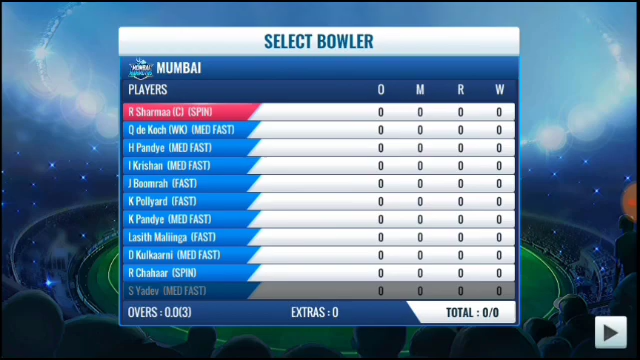 SELECT BOWLER
MUMBAI
PLAYERS O M R W
R Sharmaa (C) (SPIN) 0 0 0 0
Q de Koch (WK) (MED FAST) 0 0 0 0
H Pandye (MED FAST) 0 0 0 0
I Krishan (MED FAST) 0 0 0 0
J Boomrah (FAST) 0 0 0 0
K Pollyard (FAST) 0 0 0 0
K Pandye (MED FAST) 0 0 0 0
Lasith Maliinga (FAST) 0 0 0 0
D Kulkaarni (MED FAST) 0 0 0 0
R Chahaar (SPIN) 0 0 0 0
S Yadev (MED FAST) 0 0 0 0
OVERS : 0.0(3) EXTRAS : 0 TOTAL : 0/0